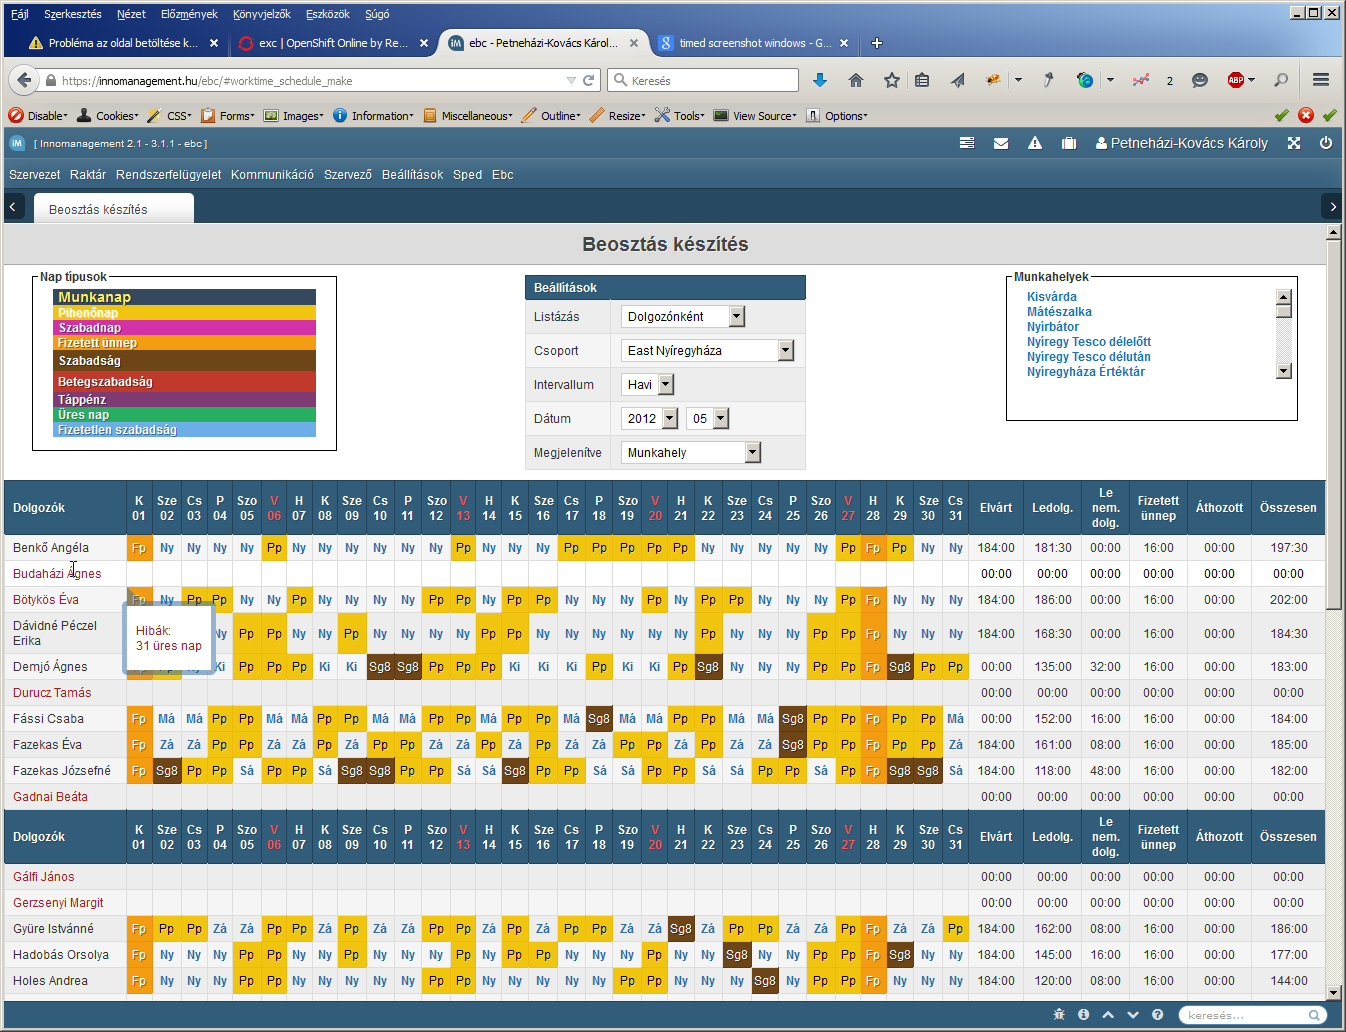 Fájl Szerkesztés Nézet Előzmények Könyvjelzők Eszközök Súgó
Probléma az oldal betöltése k... exc | OpenShift Online by Re... ebc - Petneházi-Kovács Károl... timed screenshot windows - G...
https://innomanagement.hu/ebc/#worktime_schedule_make Keresés 2 ABP
Disable Cookies CSS Forms Images Information Miscellaneous Outline Resize Tools View Source Options
iM [ Innomanagement 2.1 - 3.1.1 - ebc ] Petneházi-Kovács Károly
Szervezet Raktár Rendszerfelügyelet Kommunikáció Szervező Beállítások Sped Ebc
Beosztás készítés
Beosztás készítés
Nap típusok
Munkanap
Pihenőnap
Szabadnap
Fizetett ünnep
Szabadság
Betegszabadság
Táppénz
Üres nap
Fizetetlen szabadság
Beállítások
Listázás Dolgozónként
Csoport East Nyíregyháza
Intervallum Havi
Dátum 2012 05
Megjelenítve Munkahely
Munkahelyek
Kisvárda
Mátészalka
Nyírbátor
Nyíregy Tesco délelőtt
Nyíregy Tesco délután
Nyíregyháza Értéktár
Dolgozók K 01 Sze 02 Cs 03 P 04 Szo 05 V 06 H 07 K 08 Sze 09 Cs 10 P 11 Szo 12 V 13 H 14 K 15 Sze 16 Cs 17 P 18 Szo 19 V 20 H 21 K 22 Sze 23 Cs 24 P 25 Szo 26 V 27 H 28 K 29 Sze 30 Cs 31 Elvárt Ledolg. Le nem. dolg. Fizetett ünnep Áthozott Összesen
Benkő Angéla Fp Ny Ny Ny Ny Pp Ny Ny Ny Ny Ny Ny Pp Ny Ny Ny Pp Pp Pp Pp Pp Ny Ny Ny Ny Ny Pp Fp Pp Ny Ny 184:00 181:30 00:00 16:00 00:00 197:30
Budaházi Ágnes 00:00 00:00 00:00 00:00 00:00 00:00
Bötykös Éva Fp Ny Pp Pp Ny Ny Pp Ny Ny Ny Ny Pp Pp Ny Pp Pp Ny Ny Ny Pp Ny Pp Pp Ny Ny Ny Pp Fp Ny Ny Ny 184:00 186:00 00:00 16:00 00:00 202:00
Dávidné Péczel Erika Ny Pp Pp Ny Ny Pp Ny Ny Ny Ny Pp Pp Ny Ny Ny Ny Ny Ny Pp Ny Ny Ny Pp Pp Fp Ny Ny Ny 184:00 168:30 00:00 16:00 00:00 184:30
Hibák:
31 üres nap
Demjó Ágnes Ki Pp Pp Pp Ki Ki Sg8 Sg8 Pp Pp Pp Ki Ki Ki Pp Ki Ki Pp Sg8 Ny Ny Ny Pp Pp Fp Sg8 Pp Pp 00:00 135:00 32:00 16:00 00:00 183:00
Durucz Tamás 00:00 00:00 00:00 00:00 00:00 00:00
Fássi Csaba Fp Má Má Pp Pp Má Má Pp Pp Má Má Pp Pp Má Pp Pp Má Sg8 Má Má Pp Pp Má Má Sg8 Pp Pp Fp Pp Pp Má 00:00 152:00 16:00 16:00 00:00 184:00
Fazekas Éva Fp Zá Zá Pp Pp Zá Zá Pp Zá Pp Pp Zá Zá Pp Zá Pp Zá Zá Pp Pp Zá Pp Zá Zá Sg8 Pp Pp Fp Pp Pp Zá 184:00 161:00 08:00 16:00 00:00 185:00
Fazekas Józsefné Fp Sg8 Pp Pp Sá Pp Pp Sá Sg8 Sg8 Pp Pp Sá Sá Sg8 Pp Pp Sá Sá Pp Pp Sá Sá Pp Pp Sá Pp Fp Sg8 Sg8 Sá 184:00 118:00 48:00 16:00 00:00 182:00
Gadnai Beáta 00:00 00:00 00:00 00:00 00:00 00:00
Dolgozók K 01 Sze 02 Cs 03 P 04 Szo 05 V 06 H 07 K 08 Sze 09 Cs 10 P 11 Szo 12 V 13 H 14 K 15 Sze 16 Cs 17 P 18 Szo 19 V 20 H 21 K 22 Sze 23 Cs 24 P 25 Szo 26 V 27 H 28 K 29 Sze 30 Cs 31 Elvárt Ledolg. Le nem. dolg. Fizetett ünnep Áthozott Összesen
Gálfi János 00:00 00:00 00:00 00:00 00:00 00:00
Gerzsenyi Margit 00:00 00:00 00:00 00:00 00:00 00:00
Gyüre Istvánné Fp Pp Pp Zá Zá Pp Pp Zá Pp Zá Zá Pp Pp Zá Pp Zá Pp Pp Zá Zá Sg8 Zá Pp Pp Zá Zá Pp Fp Zá Zá Pp 184:00 162:00 08:00 16:00 00:00 186:00
Hadobás Orsolya Fp Ny Ny Ny Pp Pp Ny Ny Pp Ny Ny Ny Pp Ny Pp Pp Ny Ny Ny Pp Ny Ny Sg8 Ny Ny Pp Pp Fp Sg8 Ny Ny 184:00 145:00 16:00 16:00 00:00 177:00
Holes Andrea Fp Ny Ny Ny Pp Pp Ny Ny Ny Ny Ny Pp Pp Ny Ny Ny Ny Ny Pp Pp Ny Ny Ny Sg8 Ny Pp Pp Fp Ny Ny Ny 184:00 120:00 08:00 16:00 00:00 144:00
keresés...